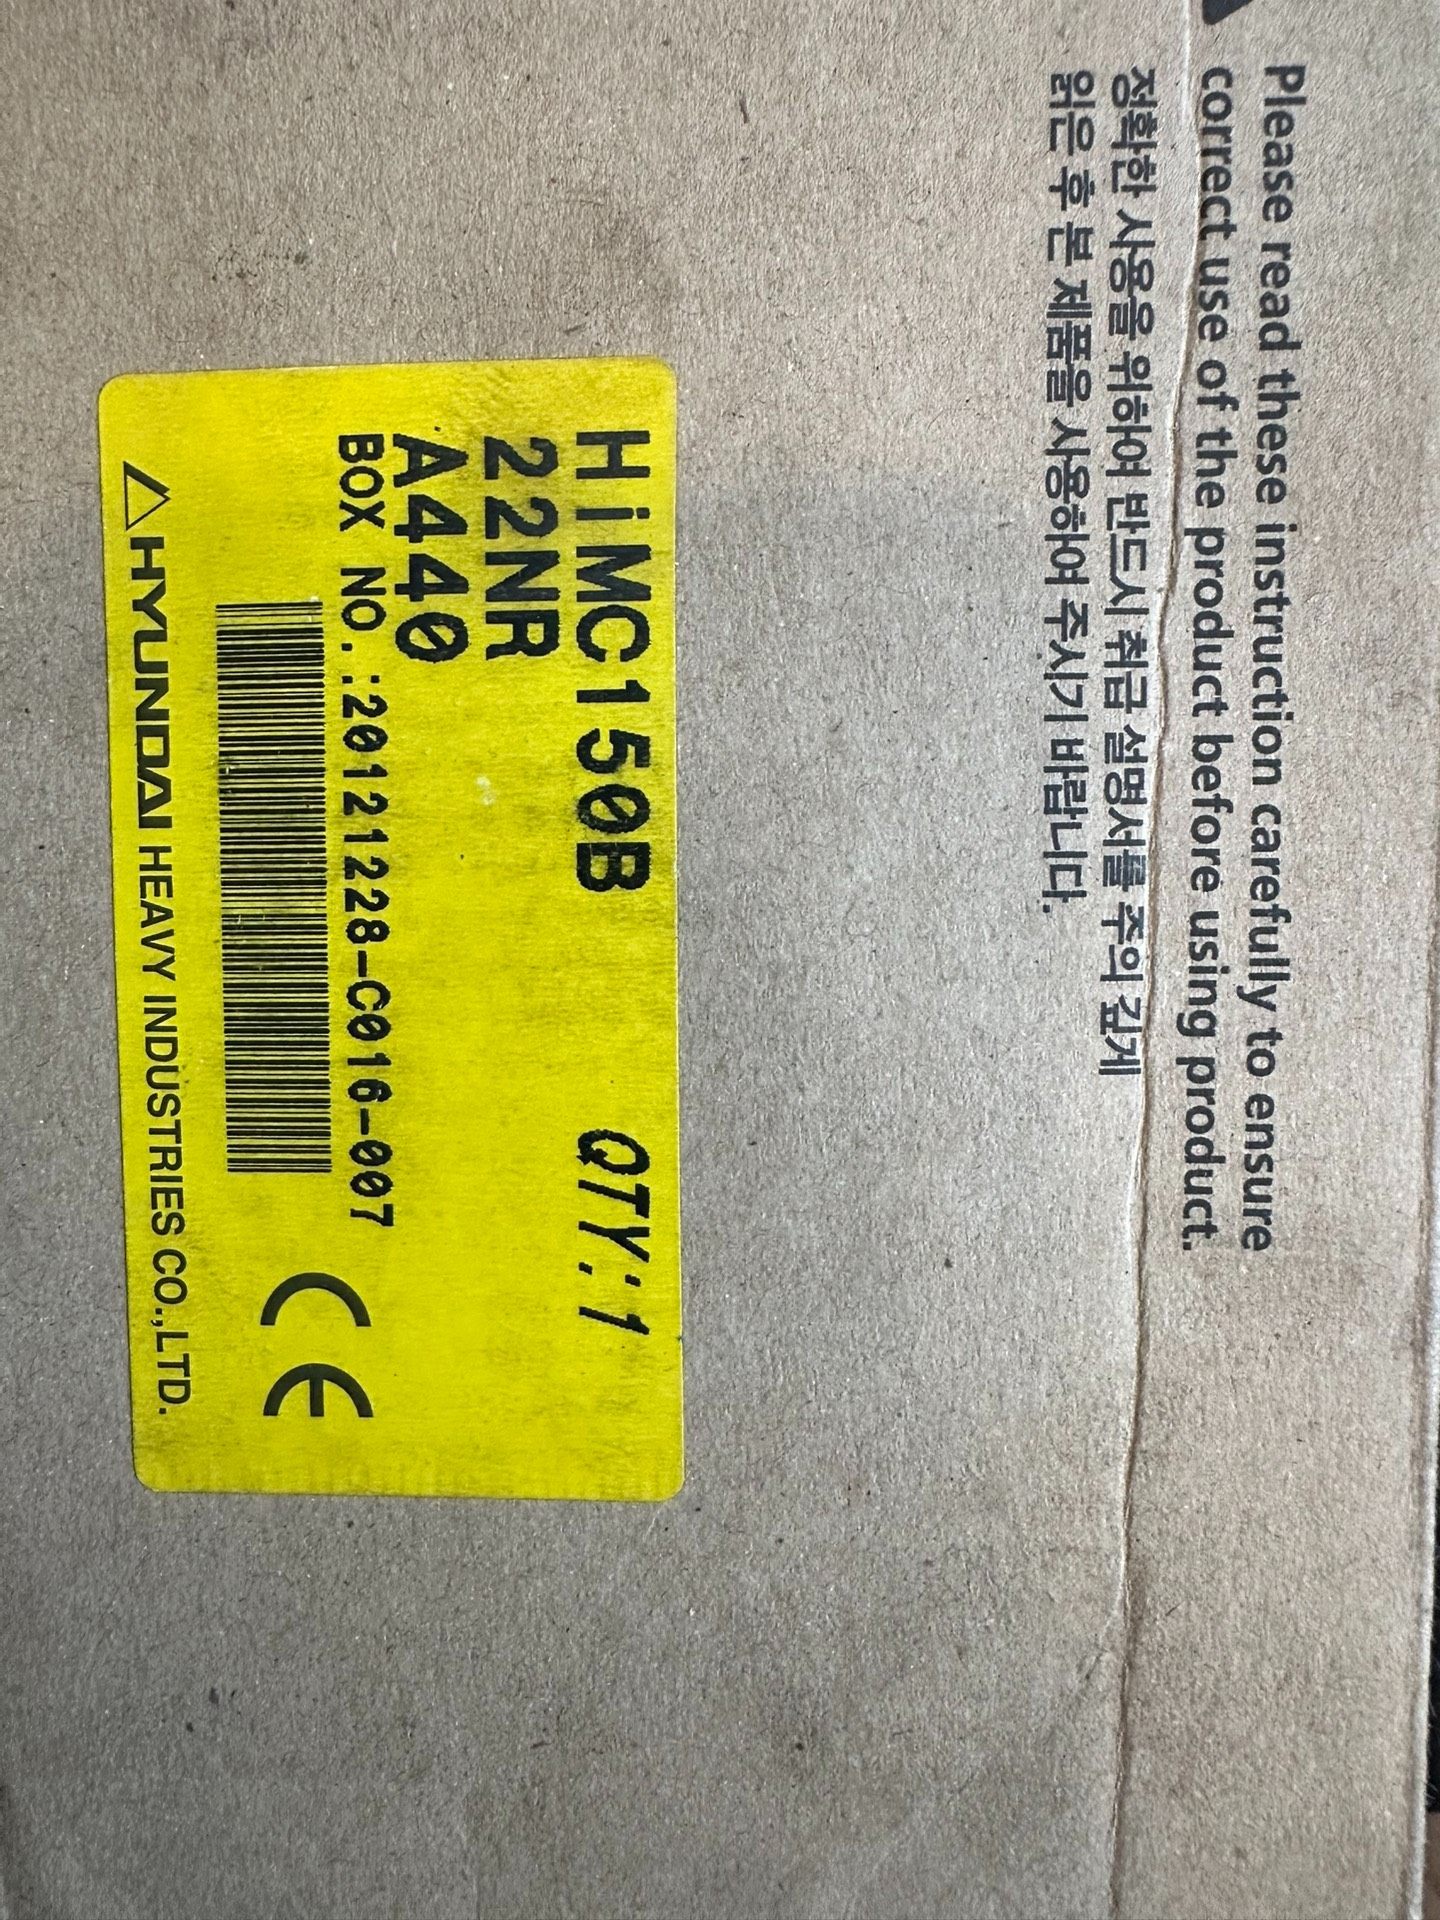 Please read these instruction carefully to ensure
correct use of the product before using product.
정확한 사용을 위하여 반드시 취급 설명서를 주의 깊게
읽은 후 본 제품을 사용하여 주시기 바랍니다.
HiMC150B QTY:1
22NR
A440
BOX NO.:20121228-C016-007
CE
HYUNDAI HEAVY INDUSTRIES CO.,LTD.